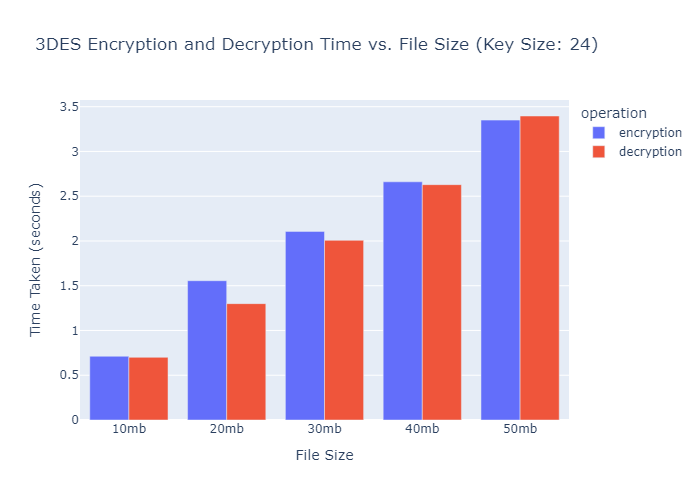 3DES Encryption and Decryption Time vs. File Size (Key Size: 24)
operation
encryption
decryption
Time Taken (seconds)
3.5
3
2.5
2
1.5
1
0.5
0
10mb 20mb 30mb 40mb 50mb
File Size